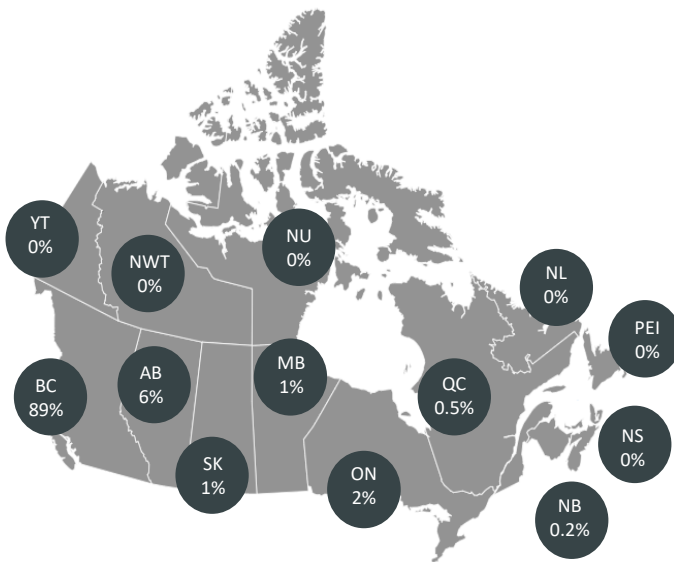 YT
0%
NWT
0%
NU
0%
NL
0%
PEI
0%
BC
89%
AB
6%
MB
1%
QC
0.5%
NS
0%
SK
1%
ON
2%
NB
0.2%